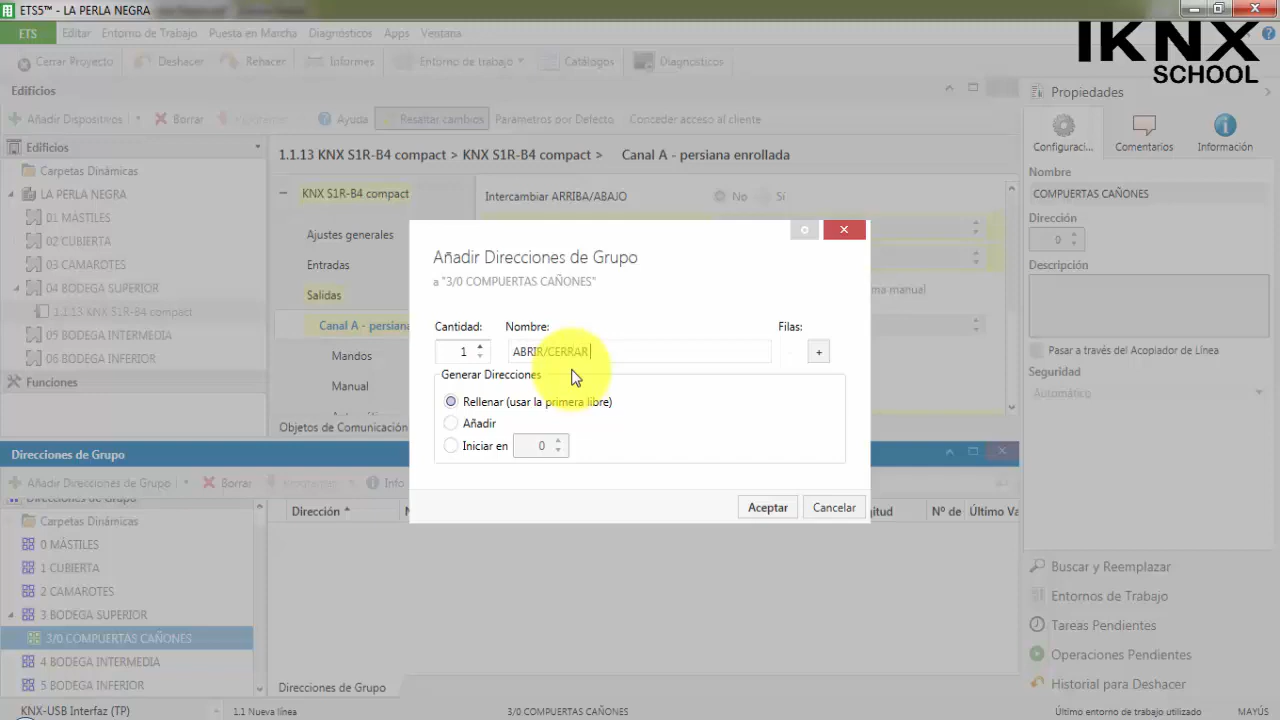 ETS5™ - LA PERLA NEGRA
ETS Editar Entorno de Trabajo Puesta en Marcha Diagnósticos Apps Ventana
IKNX
SCHOOL
Cerrar Proyecto Deshacer Rehacer Informes Entorno de trabajo Catálogos Diagnósticos
Edificios
Añadir Dispositivos Borrar Programar Ayuda Resaltar cambios Parametros por Defecto Conceder acceso al cliente
Edificios
Carpetas Dinámicas
LA PERLA NEGRA
01 MÁSTILES
02 CUBIERTA
03 CAMAROTES
04 BODEGA SUPERIOR
1.1.13 KNX S1R-B4 compact
05 BODEGA INTERMEDIA
06 BODEGA INFERIOR
Funciones
1.1.13 KNX S1R-B4 compact > KNX S1R-B4 compact > Canal A - persiana enrollada
KNX S1R-B4 compact
Ajustes generales
Entradas
Salidas
Canal A - persiana
Mandos
Manual
Objetos de Comunicación
Intercambiar ARRIBA/ABAJO No Sí
ma manual
Añadir Direcciones de Grupo
a "3/0 COMPUERTAS CAÑONES"
Cantidad: Nombre: Filas:
1 ABRIR/CERRAR +
Generar Direcciones
Rellenar (usar la primera libre)
Añadir
Iniciar en 0
Aceptar Cancelar
Direcciones de Grupo
Añadir Direcciones de Grupo Borrar Programar Info
Direcciones de Grupo
Carpetas Dinámicas
0 MÁSTILES
1 CUBIERTA
2 CAMAROTES
3 BODEGA SUPERIOR
3/0 COMPUERTAS CAÑONES
4 BODEGA INTERMEDIA
5 BODEGA INFERIOR
Dirección gitud Nº de Último Va
Direcciones de Grupo
Propiedades
Configuraci... Comentarios Información
Nombre
COMPUERTAS CAÑONES
Dirección
0
Descripción
Pasar a través del Acopiador de Línea
Seguridad
Automático
Buscar y Reemplazar
Entornos de Trabajo
Tareas Pendientes
Operaciones Pendientes
Historial para Deshacer
KNX-USB Interfaz (TP) 1.1 Nueva línea 3/0 COMPUERTAS CAÑONES Último entorno de trabajo utilizado MAYÚS